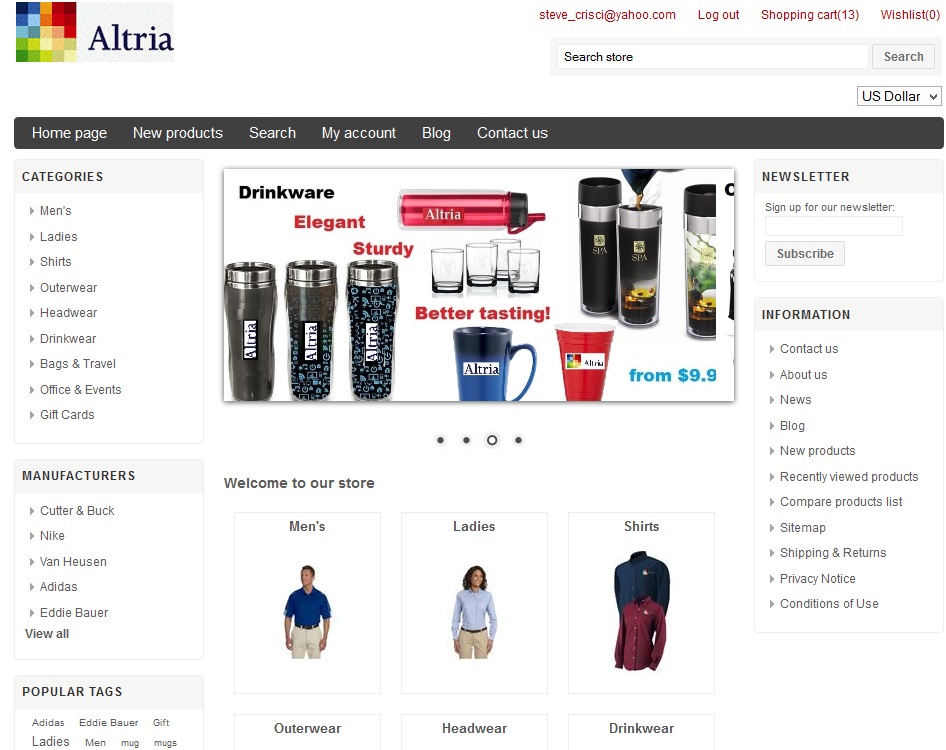 Altria
steve_crisci@yahoo.com Log out Shopping cart(13) Wishlist(0)
Search store Search
US Dollar
Home page New products Search My account Blog Contact us
CATEGORIES
Men's
Ladies
Shirts
Outerwear
Headwear
Drinkware
Bags & Travel
Office & Events
Gift Cards
MANUFACTURERS
Cutter & Buck
Nike
Van Heusen
Adidas
Eddie Bauer
View all
POPULAR TAGS
Adidas Eddie Bauer Gift
Ladies Men mug mugs
Drinkware
Elegant
Sturdy
Better tasting!
from $9.9
Altria
SPA
SPA
Altria
Altria
Altria
Altria
Altria
Welcome to our store
Men's Ladies Shirts
Outerwear Headwear Drinkware
NEWSLETTER
Sign up for our newsletter:
Subscribe
INFORMATION
Contact us
About us
News
Blog
New products
Recently viewed products
Compare products list
Sitemap
Shipping & Returns
Privacy Notice
Conditions of Use